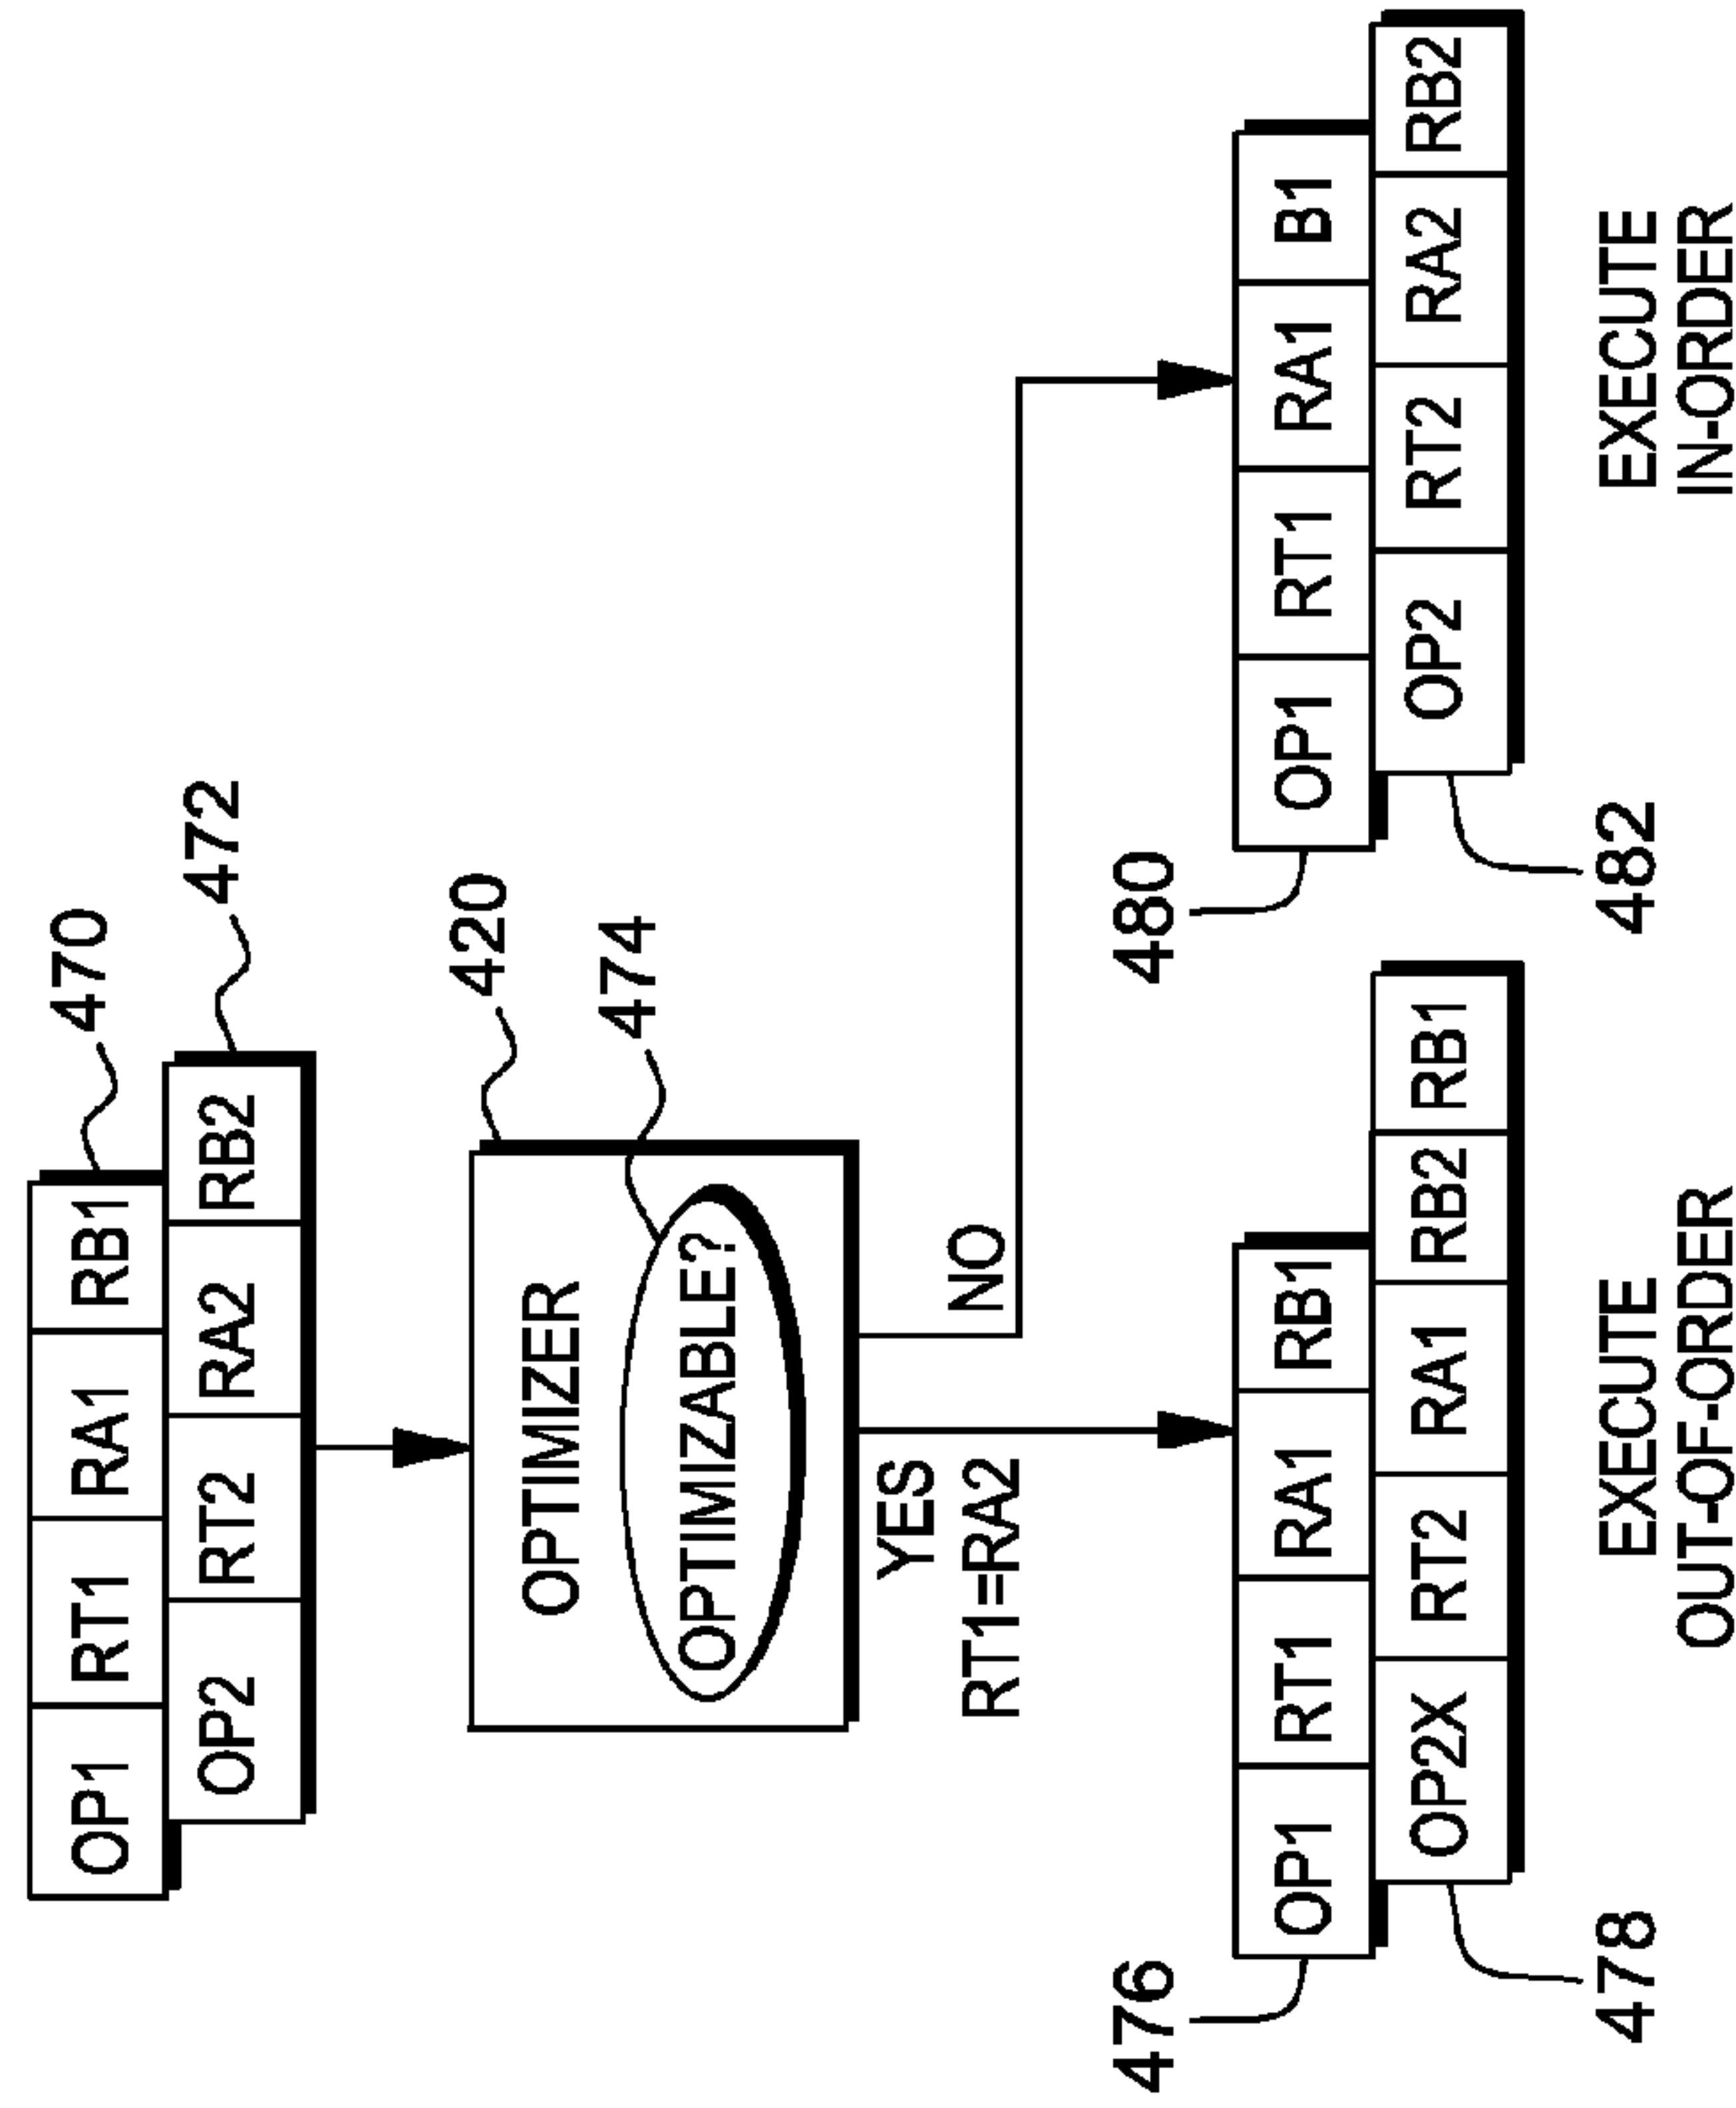 OP1 RT1 RA1 RB1 470
OP2 RT2 RA2 RB2 472
420
OPTIMIZER
474
OPTIMIZABLE?
YES
NO
RT1=RA2
476 480
OP1 RT1 RA1 RB1
OP1 RT1 RA1 B1
OP2X RT2 RA1 RB2 RB1
OP2 RT2 RA2 RB2
478 482
EXECUTE
OUT-OF-ORDER
EXECUTE
IN-ORDER